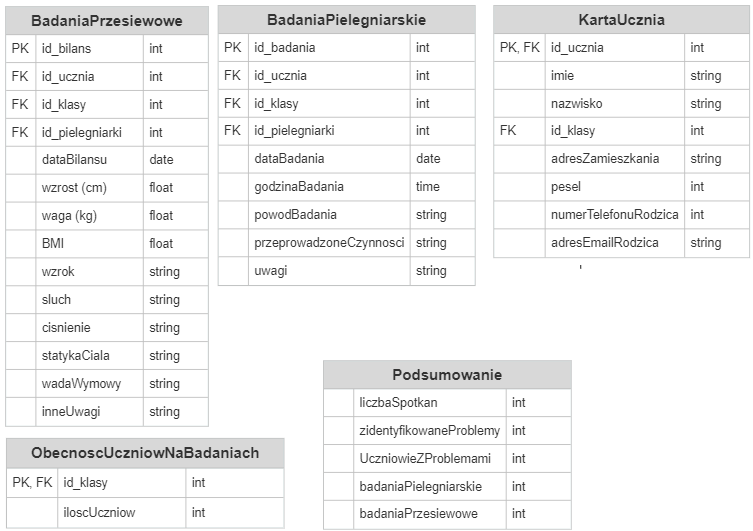 BadaniaPrzesiewowe
PK id_bilans int
FK id_ucznia int
FK id_klasy int
FK id_pielegniarki int
dataBilansu date
wzrost (cm) float
waga (kg) float
BMI float
wzrok string
sluch string
cisnienie string
statykaCiala string
wadaWymowy string
inneUwagi string
BadaniaPielegniarskie
PK id_badania int
FK id_ucznia int
FK id_klasy int
FK id_pielegniarki int
dataBadania date
godzinaBadania time
powodBadania string
przeprowadzoneCzynnosci string
uwagi string
KartaUcznia
PK, FK id_ucznia int
imie string
nazwisko string
FK id_klasy int
adresZamieszkania string
pesel int
numerTelefonuRodzica int
adresEmailRodzica string
ObecnoscUczniowNaBadaniach
PK, FK id_klasy int
iloscUczniow int
Podsumowanie
liczbaSpotkan int
zidentyfikowaneProblemy int
UczniowieZProblemami int
badaniaPielegniarskie int
badaniaPrzesiewowe int